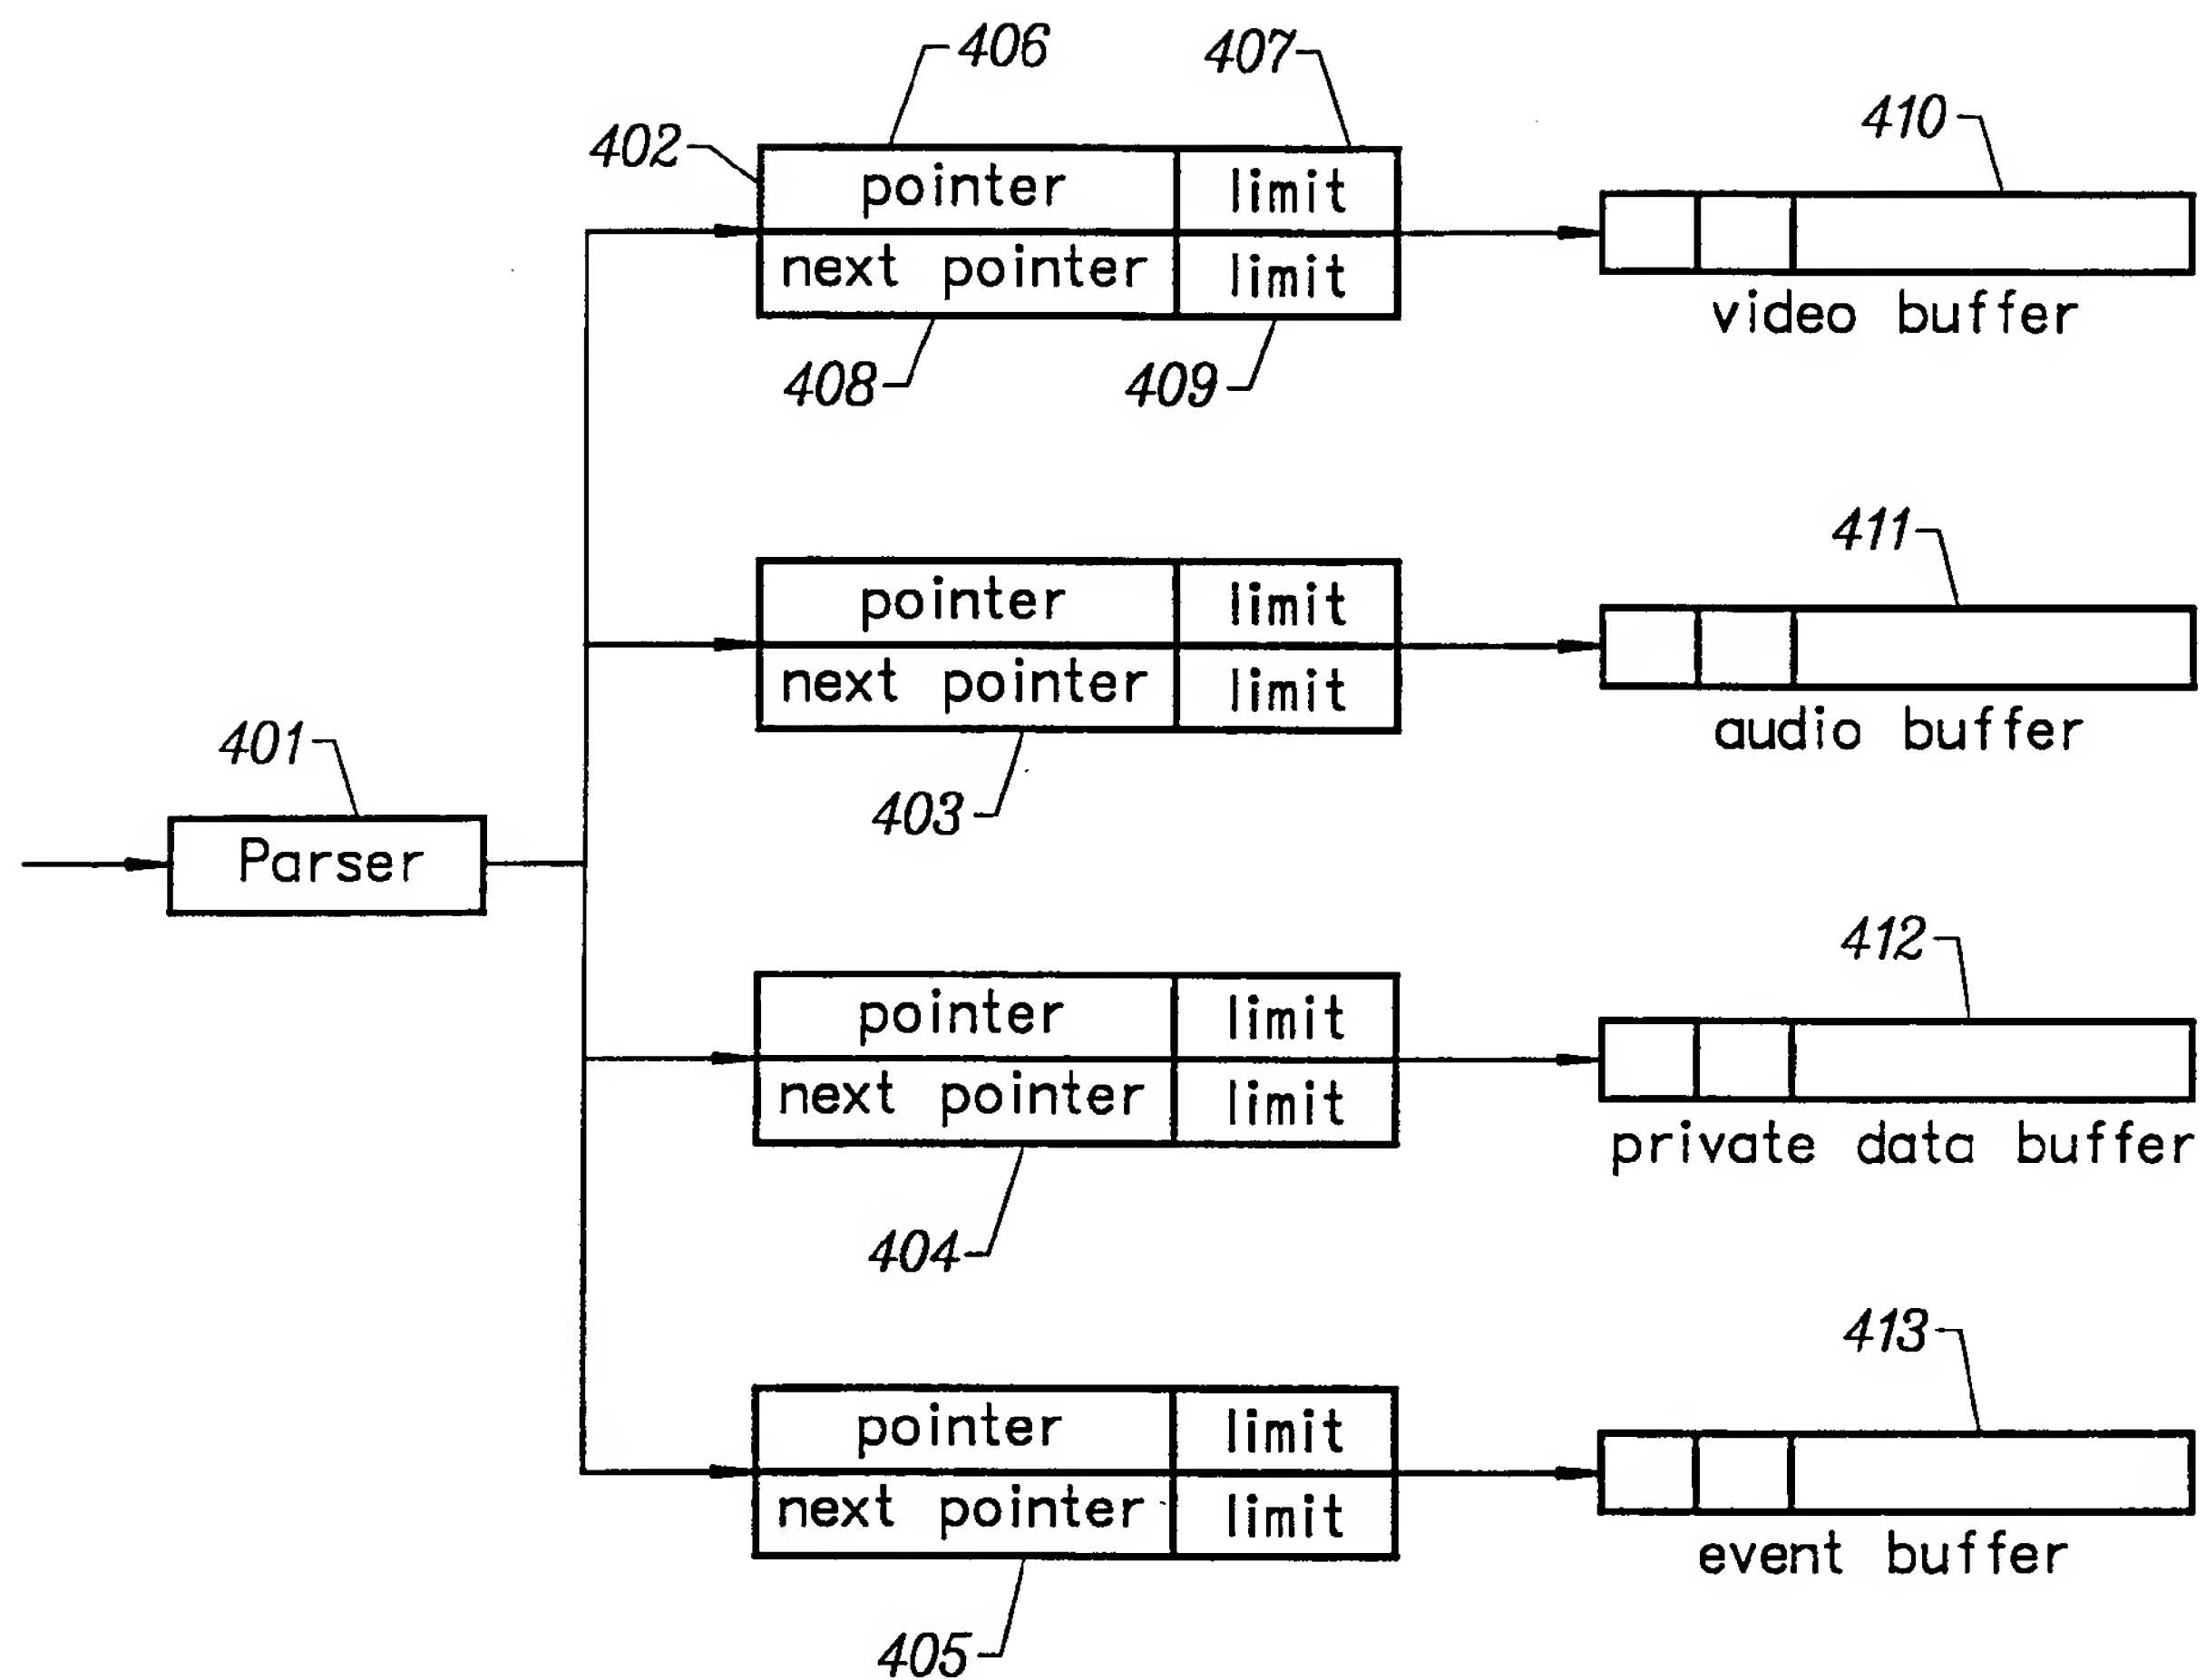 406
407
410
402
pointer
limit
next pointer
limit
video buffer
408
409
411
pointer
limit
next pointer
limit
audio buffer
401
403
Parser
412
pointer
limit
next pointer
limit
private data buffer
404
413
pointer
limit
next pointer
limit
event buffer
405